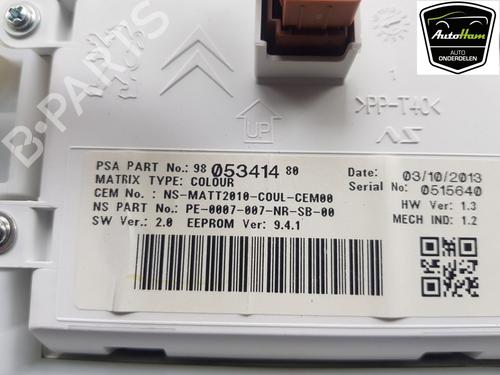 AutoHam
AUTO
ONDERDELEN
B-PARTS
UP
>PP-T40<
PSA PART No.: 98 053414 80
MATRIX TYPE: COLOUR
CEM No.: NS-MATT2010-COUL-CEM00
NS PART No.: PE-0007-007-NR-SB-00
SW Ver.: 2.0 EEPROM Ver: 9.4.1
Date: 03/10/2013
Serial No: 0515640
HW Ver: 1.3
MECH IND: 1.2